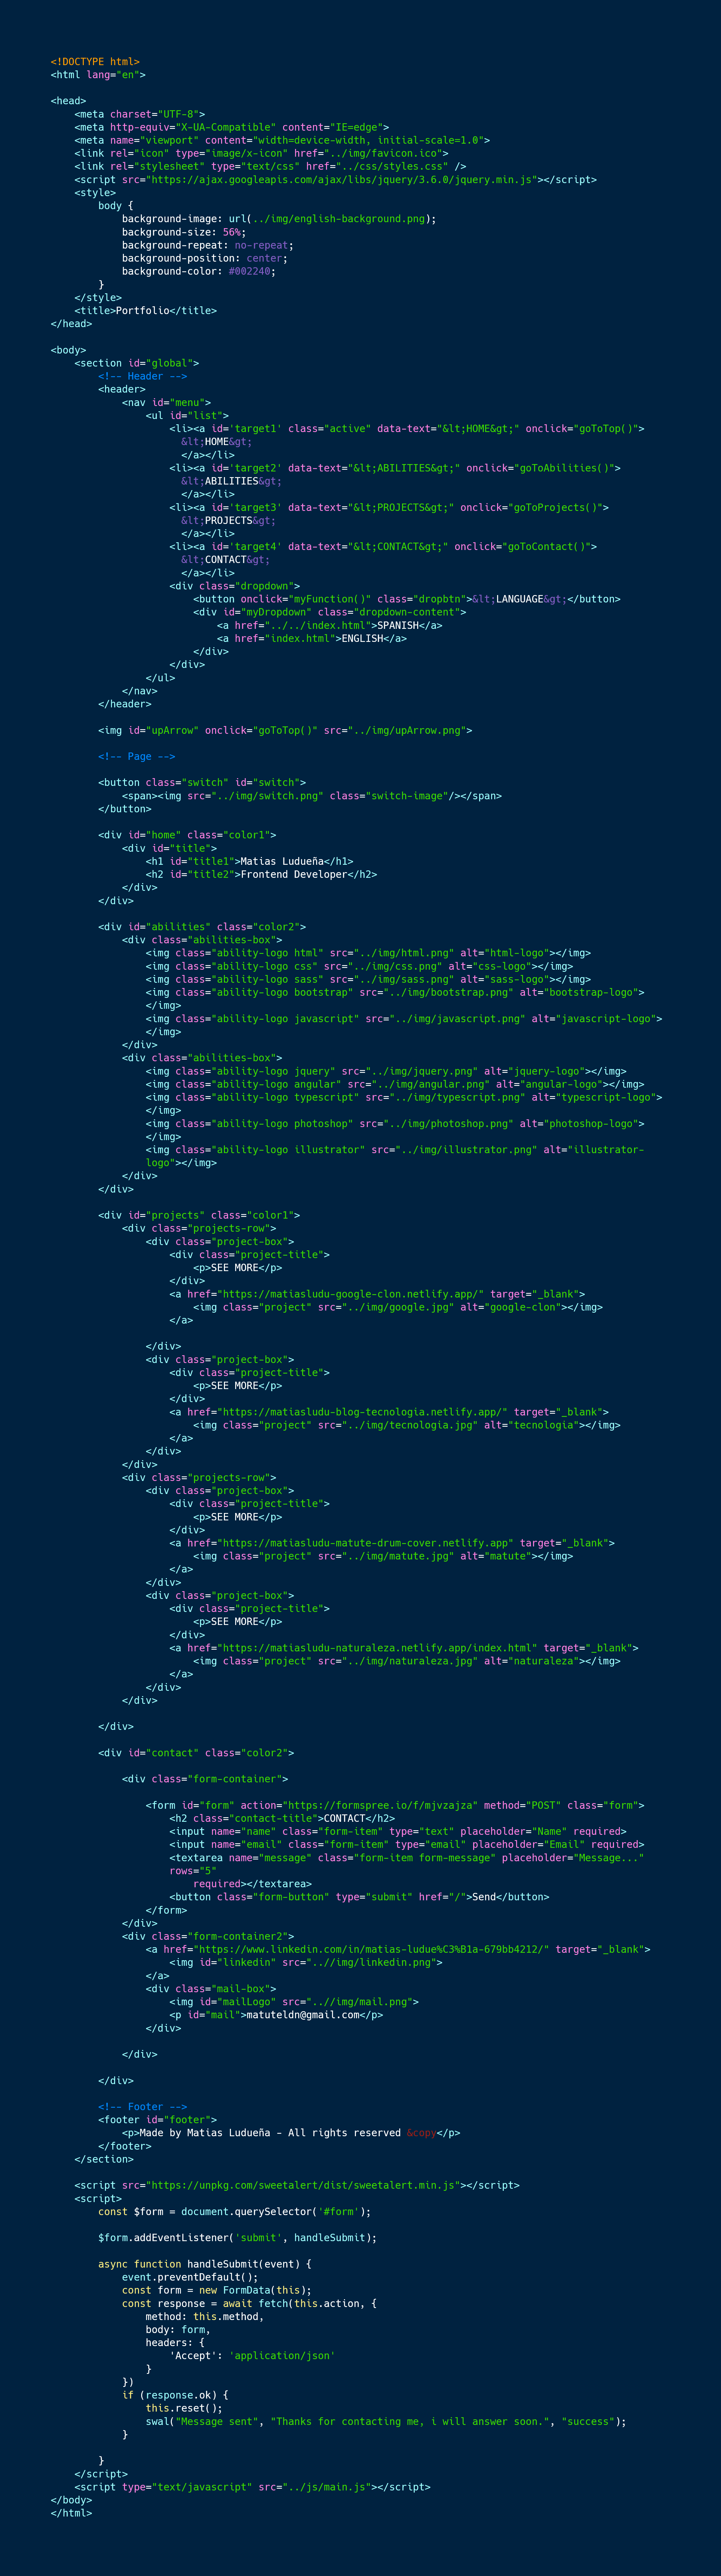 <!DOCTYPE html>
<html lang="en">
<head>
<meta charset="UTF-8">
<meta http-equiv="X-UA-Compatible" content="IE=edge">
<meta name="viewport" content="width=device-width, initial-scale=1.0">
<link rel="icon" type="image/x-icon" href="../img/favicon.ico">
<link rel="stylesheet" type="text/css" href="../css/styles.css" />
<script src="https://ajax.googleapis.com/ajax/libs/jquery/3.6.0/jquery.min.js"></script>
<style>
body {
background-image: url(../img/english-background.png);
background-size: 56%;
background-repeat: no-repeat;
background-position: center;
background-color: #002240;
}
</style>
<title>Portfolio</title>
</head>
<body>
<section id="global">
<!-- Header -->
<header>
<nav id="menu">
<ul id="list">
<li><a id='target1' class="active" data-text="&lt;HOME&gt;" onclick="goToTop()">
&lt;HOME&gt;
</a></li>
<li><a id='target2' data-text="&lt;ABILITIES&gt;" onclick="goToAbilities()">
&lt;ABILITIES&gt;
</a></li>
<li><a id='target3' data-text="&lt;PROJECTS&gt;" onclick="goToProjects()">
&lt;PROJECTS&gt;
</a></li>
<li><a id='target4' data-text="&lt;CONTACT&gt;" onclick="goToContact()">
&lt;CONTACT&gt;
</a></li>
<div class="dropdown">
<button onclick="myFunction()" class="dropbtn">&lt;LANGUAGE&gt;</button>
<div id="myDropdown" class="dropdown-content">
<a href="../../index.html">SPANISH</a>
<a href="index.html">ENGLISH</a>
</div>
</div>
</ul>
</nav>
</header>
<img id="upArrow" onclick="goToTop()" src="../img/upArrow.png">
<!-- Page -->
<button class="switch" id="switch">
<span><img src="../img/switch.png" class="switch-image"/></span>
</button>
<div id="home" class="color1">
<div id="title">
<h1 id="title1">Matias Ludueña</h1>
<h2 id="title2">Frontend Developer</h2>
</div>
</div>
<div id="abilities" class="color2">
<div class="abilities-box">
<img class="ability-logo html" src="../img/html.png" alt="html-logo"></img>
<img class="ability-logo css" src="../img/css.png" alt="css-logo"></img>
<img class="ability-logo sass" src="../img/sass.png" alt="sass-logo"></img>
<img class="ability-logo bootstrap" src="../img/bootstrap.png" alt="bootstrap-logo">
</img>
<img class="ability-logo javascript" src="../img/javascript.png" alt="javascript-logo">
</img>
</div>
<div class="abilities-box">
<img class="ability-logo jquery" src="../img/jquery.png" alt="jquery-logo"></img>
<img class="ability-logo angular" src="../img/angular.png" alt="angular-logo"></img>
<img class="ability-logo typescript" src="../img/typescript.png" alt="typescript-logo">
</img>
<img class="ability-logo photoshop" src="../img/photoshop.png" alt="photoshop-logo">
</img>
<img class="ability-logo illustrator" src="../img/illustrator.png" alt="illustrator-
logo"></img>
</div>
</div>
<div id="projects" class="color1">
<div class="projects-row">
<div class="project-box">
<div class="project-title">
<p>SEE MORE</p>
</div>
<a href="https://matiasludu-google-clon.netlify.app/" target="_blank">
<img class="project" src="../img/google.jpg" alt="google-clon"></img>
</a>
</div>
<div class="project-box">
<div class="project-title">
<p>SEE MORE</p>
</div>
<a href="https://matiasludu-blog-tecnologia.netlify.app/" target="_blank">
<img class="project" src="../img/tecnologia.jpg" alt="tecnologia"></img>
</a>
</div>
</div>
<div class="projects-row">
<div class="project-box">
<div class="project-title">
<p>SEE MORE</p>
</div>
<a href="https://matiasludu-matute-drum-cover.netlify.app" target="_blank">
<img class="project" src="../img/matute.jpg" alt="matute"></img>
</a>
</div>
<div class="project-box">
<div class="project-title">
<p>SEE MORE</p>
</div>
<a href="https://matiasludu-naturaleza.netlify.app/index.html" target="_blank">
<img class="project" src="../img/naturaleza.jpg" alt="naturaleza"></img>
</a>
</div>
</div>
</div>
<div id="contact" class="color2">
<div class="form-container">
<form id="form" action="https://formspree.io/f/mjvzajza" method="POST" class="form">
<h2 class="contact-title">CONTACT</h2>
<input name="name" class="form-item" type="text" placeholder="Name" required>
<input name="email" class="form-item" type="email" placeholder="Email" required>
<textarea name="message" class="form-item form-message" placeholder="Message..."
rows="5"
required></textarea>
<button class="form-button" type="submit" href="/">Send</button>
</form>
</div>
<div class="form-container2">
<a href="https://www.linkedin.com/in/matias-ludue%C3%B1a-679bb4212/" target="_blank">
<img id="linkedin" src="..//img/linkedin.png">
</a>
<div class="mail-box">
<img id="mailLogo" src="..//img/mail.png">
<p id="mail">matuteldn@gmail.com</p>
</div>
</div>
</div>
<!-- Footer -->
<footer id="footer">
<p>Made by Matias Ludueña - All rights reserved &copy</p>
</footer>
</section>
<script src="https://unpkg.com/sweetalert/dist/sweetalert.min.js"></script>
<script>
const $form = document.querySelector('#form');
$form.addEventListener('submit', handleSubmit);
async function handleSubmit(event) {
event.preventDefault();
const form = new FormData(this);
const response = await fetch(this.action, {
method: this.method,
body: form,
headers: {
'Accept': 'application/json'
}
})
if (response.ok) {
this.reset();
swal("Message sent", "Thanks for contacting me, i will answer soon.", "success");
}
}
</script>
<script type="text/javascript" src="../js/main.js"></script>
</body>
</html>